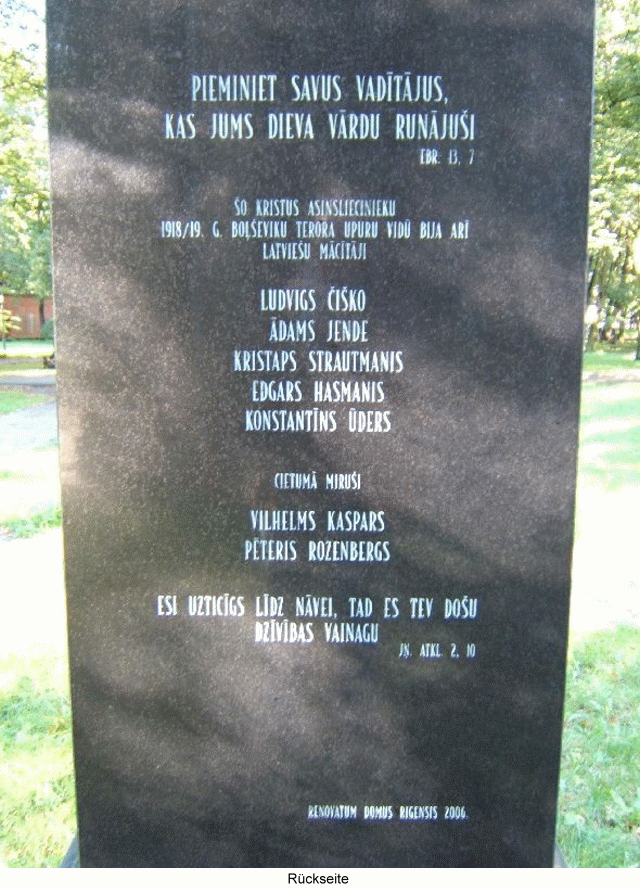 PIEMINIET SAVUS VADĪTĀJUS,
KAS JUMS DIEVA VĀRDU RUNĀJUŠI
EBR. 13, 7
ŠO KRISTUS ASINSLIECINIEKU
1918/19. G. BOĻŠEVIKU TERORA UPURU VIDŪ BIJA ARĪ
LATVIEŠU MĀCĪTĀJI
LUDVIGS ČIŠKO
ĀDAMS JENDE
KRISTAPS STRAUTMANIS
EDGARS HASMANIS
KONSTANTĪNS ŪDERS
CIETUMĀ MIRUŠI
VILHELMS KASPARS
PĒTERIS ROZENBERGS
ESI UZTICĪGS LĪDZ NĀVEI, TAD ES TEV DOŠU
DZĪVĪBAS VAINAGU
JŅ. ATKL. 2, 10
RENOVATUM DOMUS RIGENSIS 2006.
Rückseite